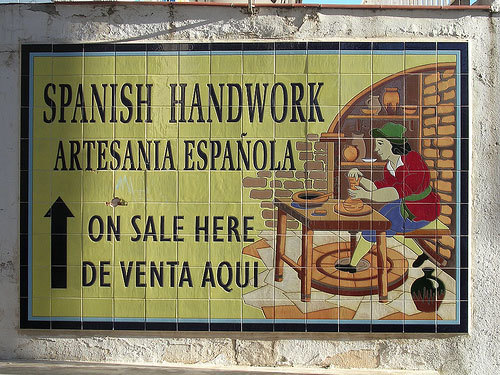 SPANISH HANDWORK
ARTESANIA ESPAÑOLA
ON SALE HERE
DE VENTA AQUI